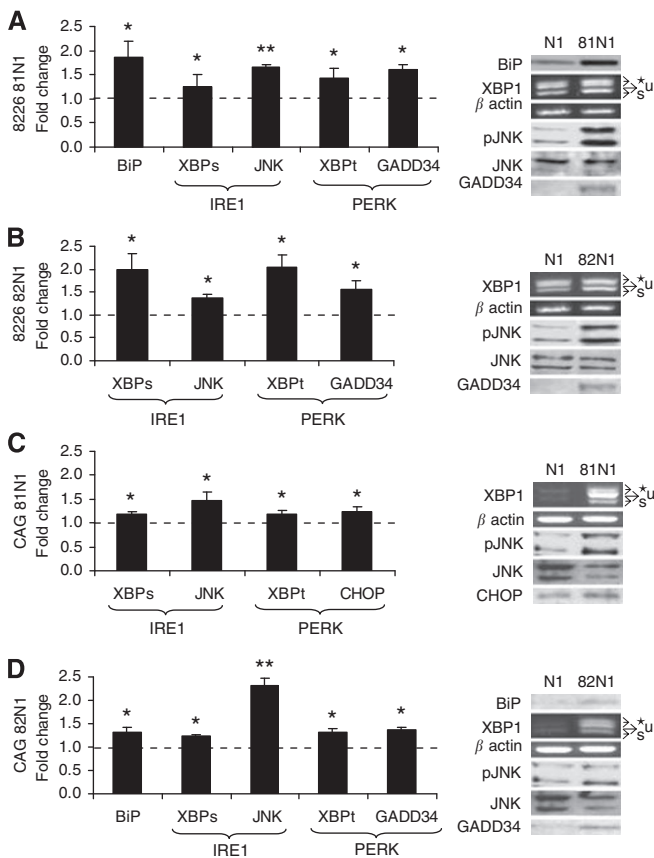 A
8226 81N1
Fold change
2.5
2.0
1.5
1.0
0.5
0.0
* * ** * *
BiP XBPs JNK XBPt GADD34
IRE1 PERK
N1 81N1
BiP
XBP1
★u
s
β actin
pJNK
JNK
GADD34
B
8226 82N1
Fold change
2.5
2.0
1.5
1.0
0.5
0.0
* * * *
XBPs JNK XBPt GADD34
IRE1 PERK
N1 82N1
XBP1
★u
s
β actin
pJNK
JNK
GADD34
C
CAG 81N1
Fold change
2.5
2.0
1.5
1.0
0.5
0.0
* * * *
XBPs JNK XBPt CHOP
IRE1 PERK
N1 81N1
XBP1
★u
s
β actin
pJNK
JNK
CHOP
D
CAG 82N1
Fold change
2.5
2.0
1.5
1.0
0.5
0.0
* * ** * *
BiP XBPs JNK XBPt GADD34
IRE1 PERK
N1 82N1
BiP
XBP1
★u
s
β actin
pJNK
JNK
GADD34